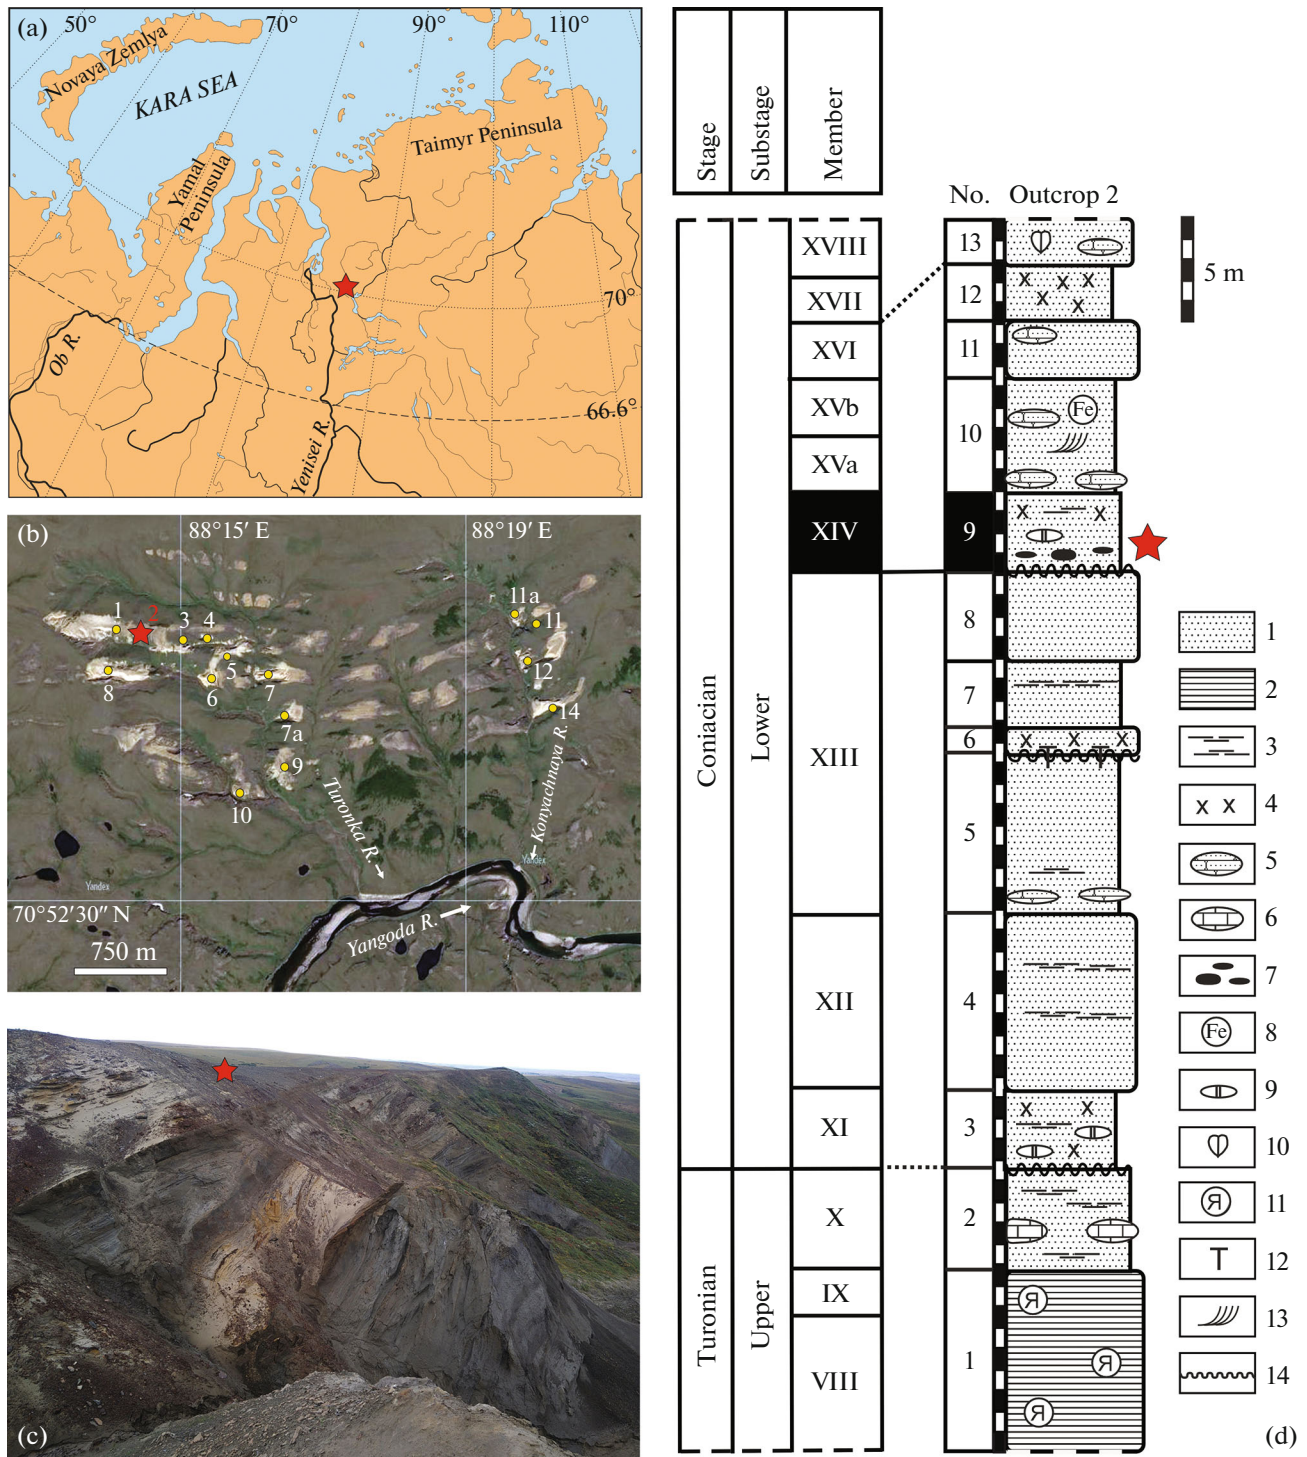 (a)
50°
70°
90°
110°
Novaya Zemlya
KARA SEA
Yamal
Peninsula
Taimyr Peninsula
70°
Ob R.
66.6°
Yenisei R.
(b)
88°15′ E
88°19′ E
1
2
3
4
5
6
7
8
7a
9
10
11a
11
12
14
Turonka R.
Konyachnaya R.
Yandex
Yandex
70°52′30″ N
Yangoda R.
750 m
(c)
Stage
Substage
Member
No.
Outcrop 2
Coniacian
Lower
Turonian
Upper
XVIII
XVII
XVI
XVb
XVa
XIV
XIII
XII
XI
X
IX
VIII
13
12
11
10
9
8
7
6
5
4
3
2
1
Fe
Я
Я
Я
5 m
1
2
3
x x 4
5
6
7
Fe 8
9
10
Я 11
T 12
13
14
(d)